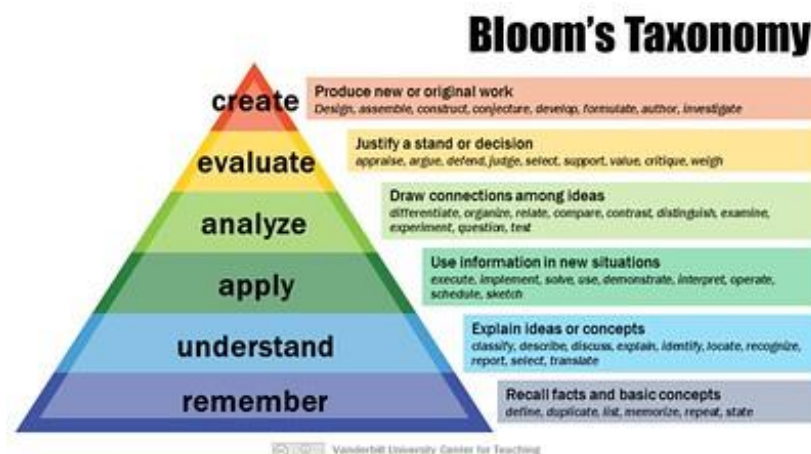 Bloom's Taxonomy
create
Produce new or original work
Design, assemble, construct, conjecture, develop, formulate, author, investigate
evaluate
Justify a stand or decision
appraise, argue, defend, judge, select, support, value, critique, weigh
analyze
Draw connections among ideas
differentiate, organize, relate, compare, contrast, distinguish, examine,
experiment, question, test
apply
Use information in new situations
execute, implement, solve, use, demonstrate, interpret, operate,
schedule, sketch
understand
Explain ideas or concepts
classify, describe, discuss, explain, identify, locate, recognize,
report, select, translate
remember
Recall facts and basic concepts
define, duplicate, list, memorize, repeat, state
Vanderbilt University Center for Teaching